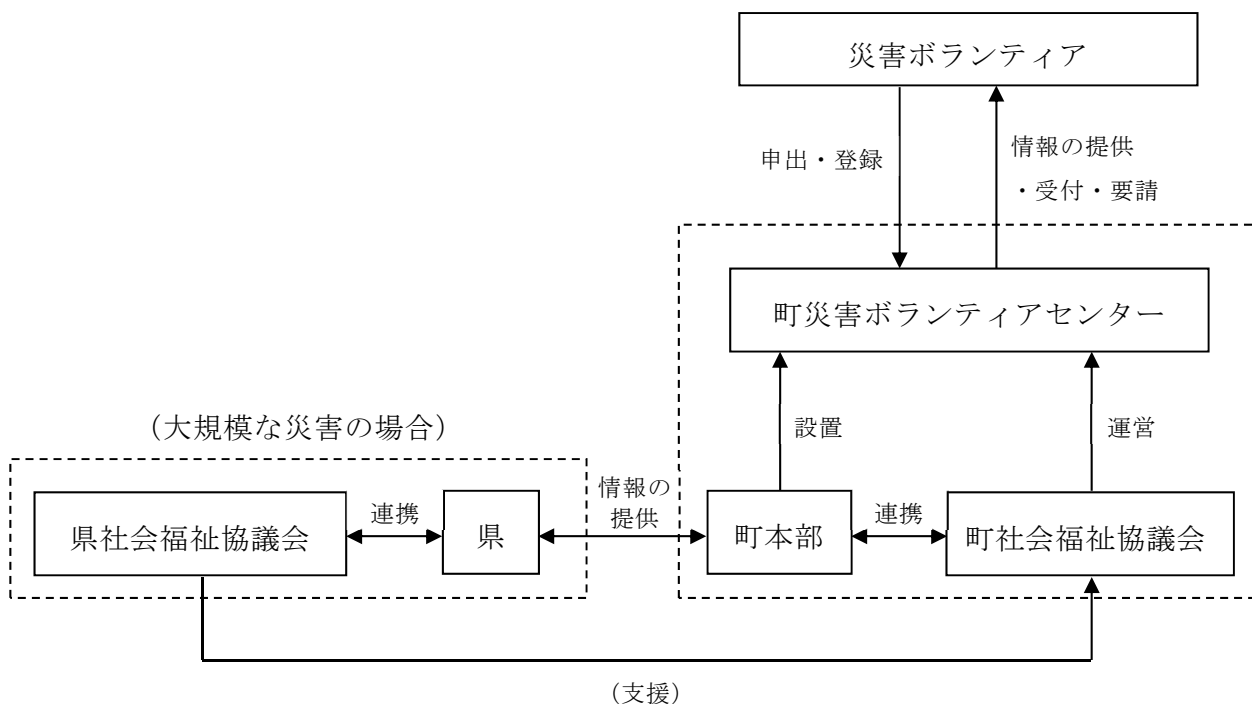 災害ボランティア
申出・登録
情報の提供
・受付・要請
町災害ボランティアセンター
(大規模な災害の場合)
設置
運営
県社会福祉協議会
連携
県
情報の
提供
町本部
連携
町社会福祉協議会
(支援)